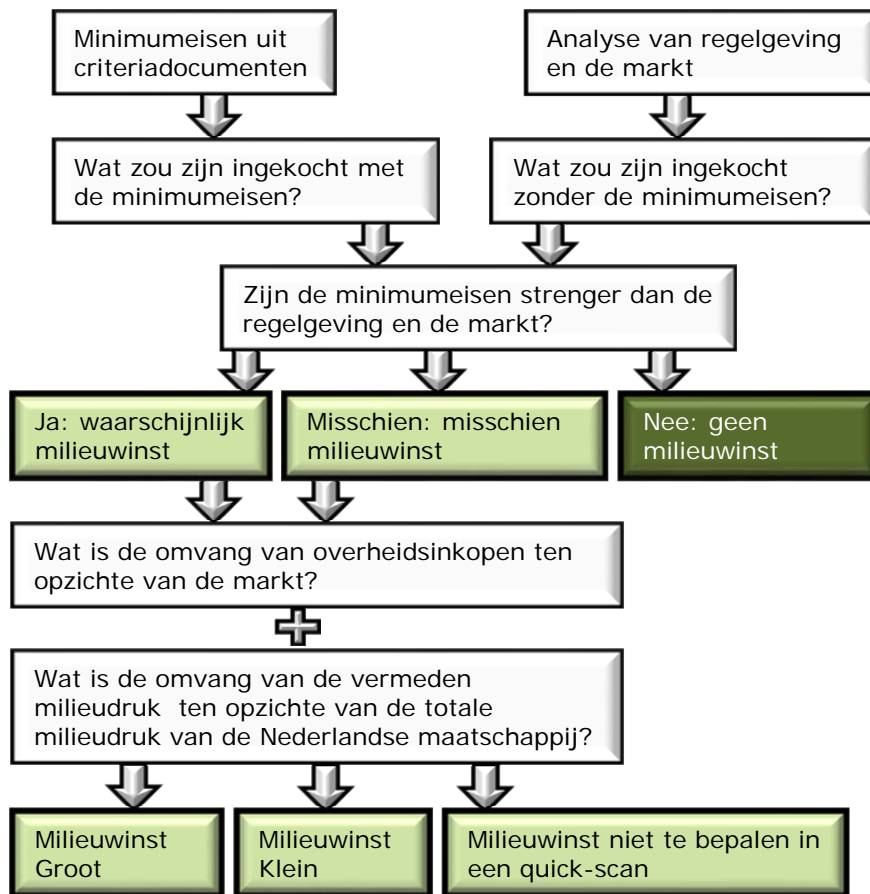 Minimumeisen uit
criteriadocumenten
Analyse van regelgeving
en de markt
Wat zou zijn ingekocht met
de minimumeisen?
Wat zou zijn ingekocht
zonder de minimumeisen?
Zijn de minimumeisen strenger dan de
regelgeving en de markt?
Ja: waarschijnlijk
milieuwinst
Misschien: misschien
milieuwinst
Nee: geen
milieuwinst
Wat is de omvang van overheidsinkopen ten
opzichte van de markt?
Wat is de omvang van de vermeden
milieudruk ten opzichte van de totale
milieudruk van de Nederlandse maatschappij?
Milieuwinst
Groot
Milieuwinst
Klein
Milieuwinst niet te bepalen in
een quick-scan